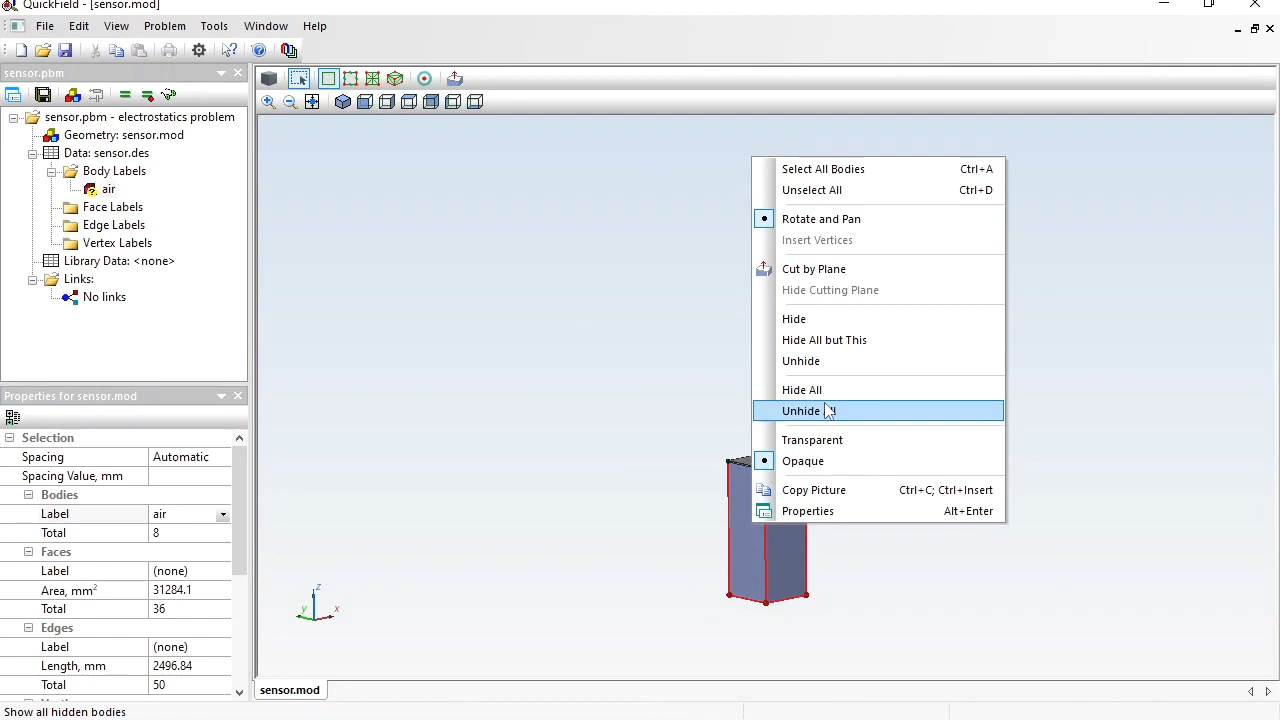 QuickField - [sensor.mod]
File Edit View Problem Tools Window Help
sensor.pbm
sensor.pbm - electrostatics problem
Geometry: sensor.mod
Data: sensor.des
Body Labels
air
Face Labels
Edge Labels
Vertex Labels
Library Data: <none>
Links:
No links
Properties for sensor.mod
Selection
Spacing Automatic
Spacing Value, mm
Bodies
Label air
Total 8
Faces
Label (none)
Area, mm² 31284.1
Total 36
Edges
Label (none)
Length, mm 2496.84
Total 50
Select All Bodies Ctrl+A
Unselect All Ctrl+D
Rotate and Pan
Insert Vertices
Cut by Plane
Hide Cutting Plane
Hide
Hide All but This
Unhide
Hide All
Unhide
Transparent
Opaque
Copy Picture Ctrl+C; Ctrl+Insert
Properties Alt+Enter
z
y x
sensor.mod
Show all hidden bodies